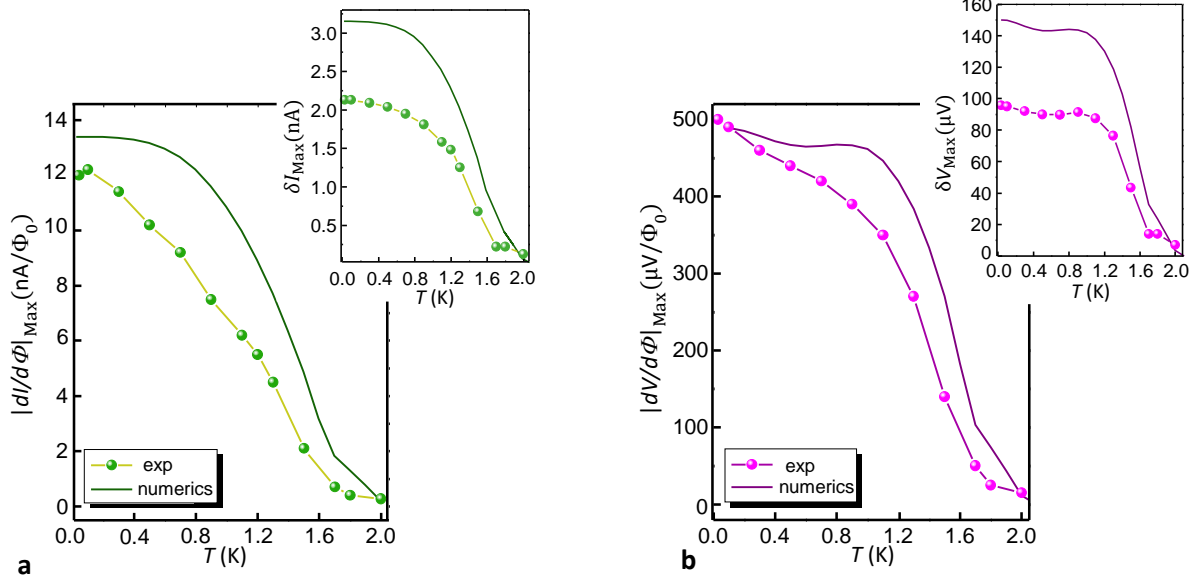 14
12
10
8
6
4
2
0
|dI/dΦ|Max (nA/Φ0)
0.0 0.4 0.8 1.2 1.6 2.0
T (K)
exp
numerics
a
3.0
2.5
2.0
1.5
1.0
0.5
δIMax (nA)
0.0 0.4 0.8 1.2 1.6 2.0
T (K)
500
400
300
200
100
0
|dV/dΦ|Max (μV/Φ0)
0.0 0.4 0.8 1.2 1.6 2.0
T (K)
exp
numerics
b
160
140
120
100
80
60
40
20
0
δVMax (μV)
0.0 0.4 0.8 1.2 1.6 2.0
T (K)